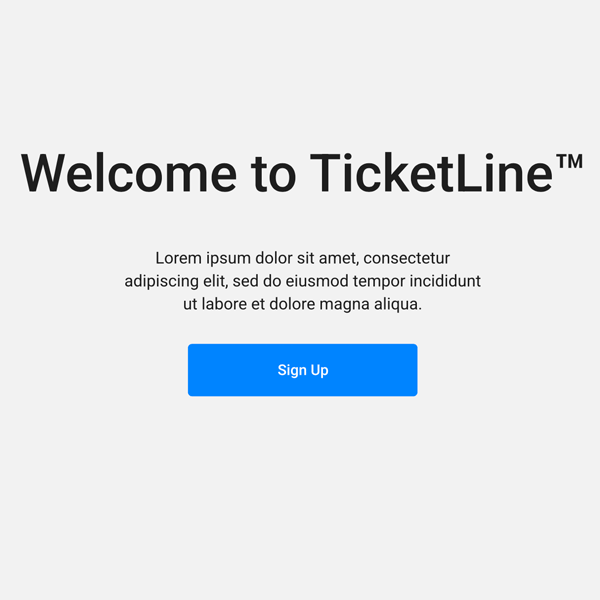 Welcome to TicketLine™
Lorem ipsum dolor sit amet, consectetur
adipiscing elit, sed do eiusmod tempor incididunt
ut labore et dolore magna aliqua.
Sign Up